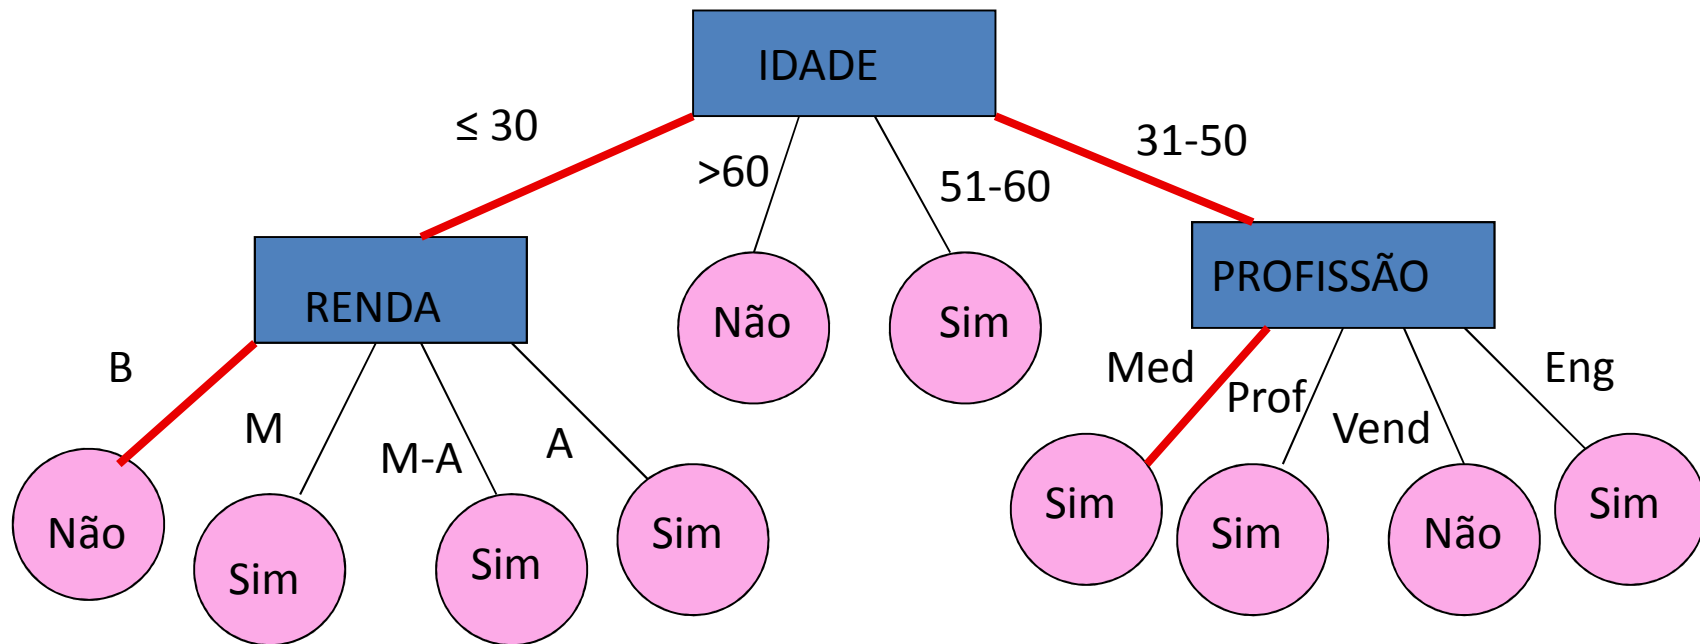 IDADE
≤ 30
>60
51-60
31-50
RENDA
Não
Sim
PROFISSÃO
B
M
M-A
A
Med
Prof
Vend
Eng
Não
Sim
Sim
Sim
Sim
Sim
Não
Sim